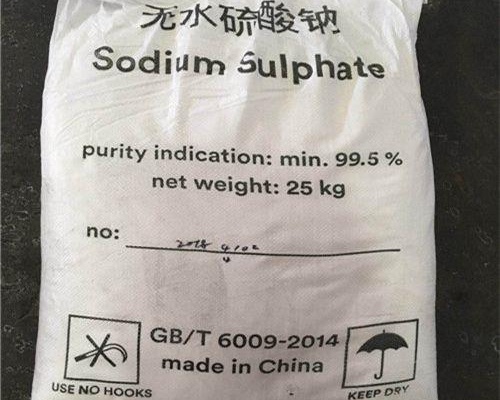 无水硫酸钠
Sodium Sulphate
purity indication: min. 99.5 %
net weight: 25 kg
no:
GB/T 6009-2014
made in China
USE NO HOOKS
KEEP DRY